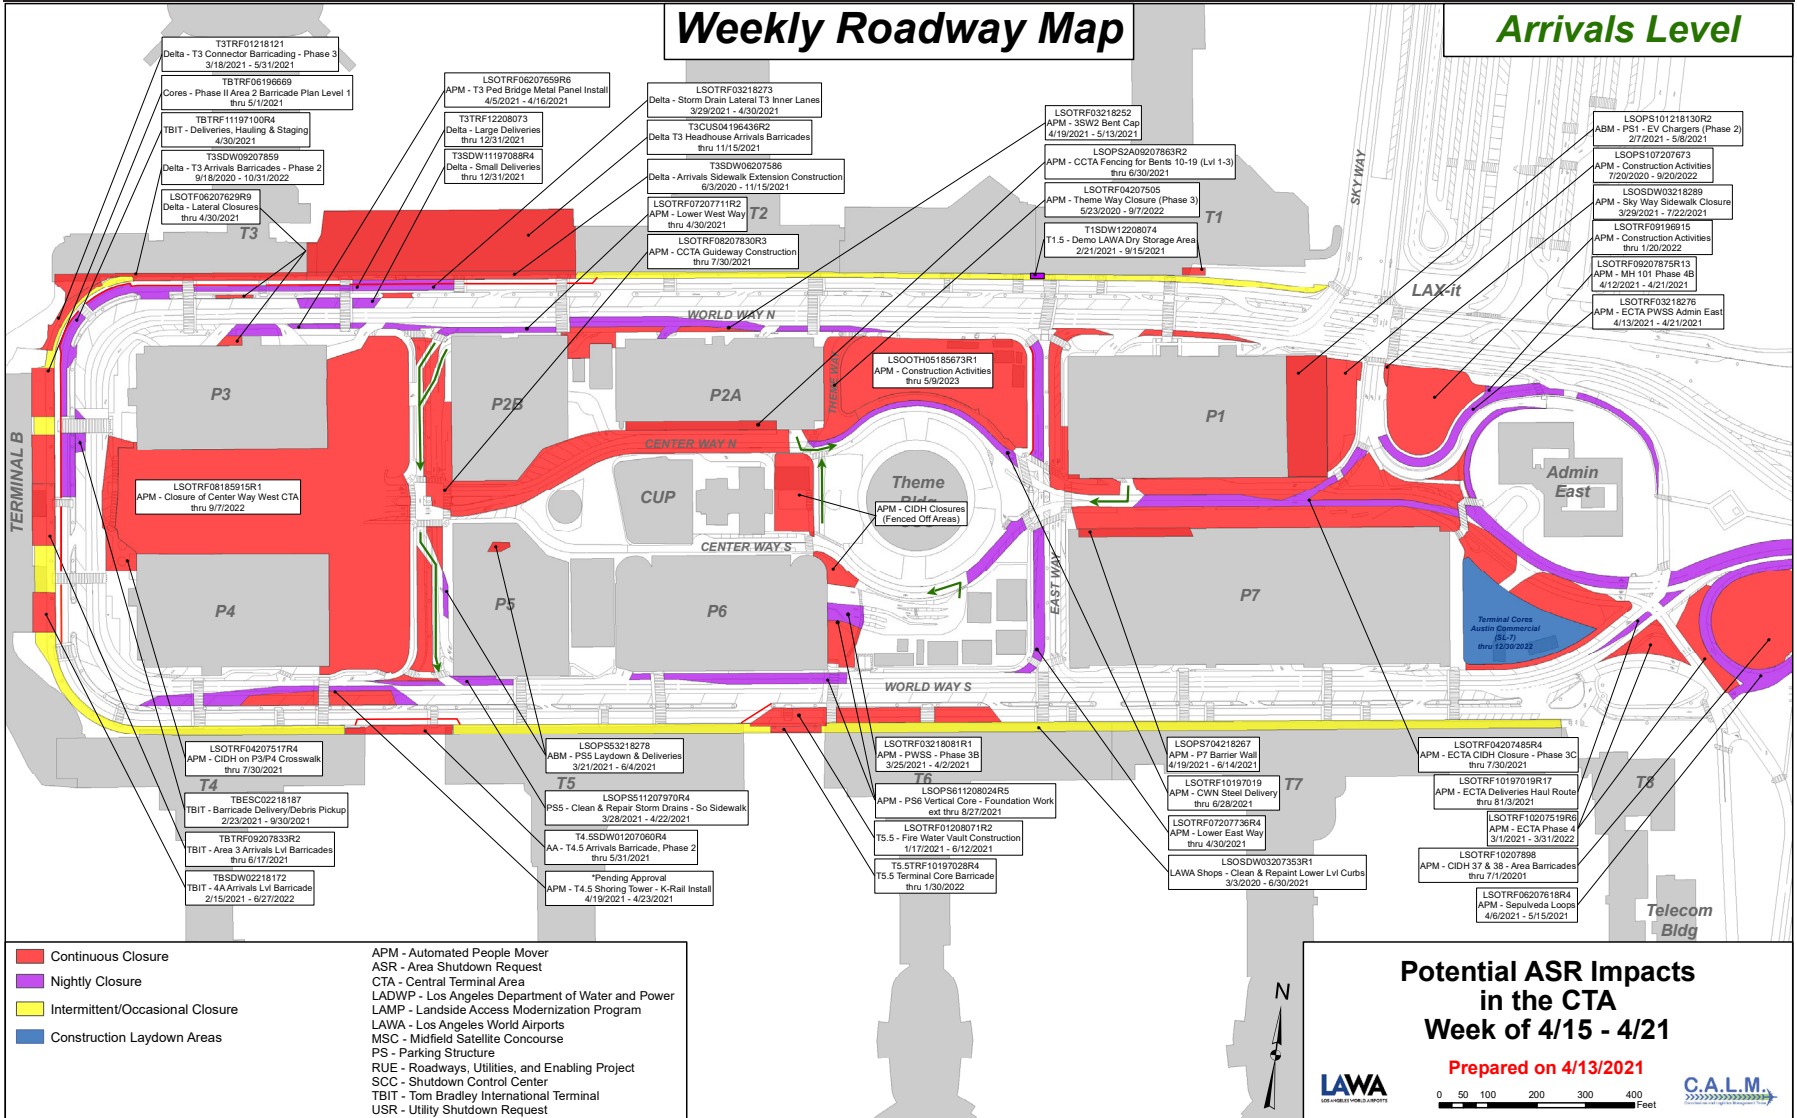 Weekly Roadway Map
Arrivals Level
T3TRF01218121
Delta - T3 Connector Barricading - Phase 3
3/18/2021 - 5/31/2021
TBTRF06196669
Cores - Phase II Area 2 Barricade Plan Level 1
thru 5/1/2021
TBTRF11197100R4
TBIT - Deliveries, Hauling & Staging
4/30/2021
T3SDW09207859
Delta - T3 Arrivals Barricades - Phase 2
9/18/2020 - 10/31/2022
LSOTF06207629R9
Delta - Lateral Closures
thru 4/30/2021
LSOTRF06207659R6
APM - T3 Ped Bridge Metal Panel Install
4/5/2021 - 4/16/2021
T3TRF12208073
Delta - Large Deliveries
thru 12/31/2021
T3SDW11197088R4
Delta - Small Deliveries
thru 12/31/2021
LSOTRF03218273
Delta - Storm Drain Lateral T3 Inner Lanes
3/29/2021 - 4/30/2021
T3CUS04196436R2
Delta T3 Headhouse Arrivals Barricades
thru 11/15/2021
T3SDW06207586
Delta - Arrivals Sidewalk Extension Construction
6/3/2020 - 11/15/2021
LSOTRF07207711R2
APM - Lower West Way
thru 4/30/2021
LSOTRF08207830R3
APM - CCTA Guideway Construction
thru 7/30/2021
LSOTRF03218252
APM - 3SW2 Bent Cap
4/19/2021 - 5/13/2021
LSOPS2A09207863R2
APM - CCTA Fencing for Bents 10-19 (Lvl 1-3)
thru 6/30/2021
LSOTRF04207505
APM - Theme Way Closure (Phase 3)
5/23/2020 - 9/7/2022
T1SDW12208074
T1.5 - Demo LAWA Dry Storage Area
2/21/2021 - 9/15/2021
LSOPS101218130R2
ABM - PS1 - EV Chargers (Phase 2)
2/7/2021 - 5/8/2021
LSOPS107207673
APM - Construction Activities
7/20/2020 - 9/20/2022
LSOSDW03218289
APM - Sky Way Sidewalk Closure
3/29/2021 - 7/22/2021
LSOTRF09196915
APM - Construction Activities
thru 1/20/2022
LSOTRF09207875R13
APM - MH 101 Phase 4B
4/12/2021 - 4/21/2021
LSOTRF03218276
APM - ECTA PWSS Admin East
4/13/2021 - 4/21/2021
T3
T2
T1
SKY WAY
LAX-it
WORLD WAY N
P3
P2B
P2A
THEME WAY
LSOOTH05185673R1
APM - Construction Activities
thru 5/9/2023
P1
CENTER WAY N
TERMINAL B
LSOTRF08185915R1
APM - Closure of Center Way West CTA
thru 9/7/2022
CUP
Theme
Bldg
APM - CIDH Closures
(Fenced Off Areas)
Admin
East
CENTER WAY S
EAST WAY
P4
P5
P6
P7
Terminal Cores
Austin Commercial
(SL-7)
thru 12/30/2022
WORLD WAY S
LSOTRF04207517R4
APM - CIDH on P3/P4 Crosswalk
thru 7/30/2021
T4
TBESC02218187
TBIT - Barricade Delivery/Debris Pickup
2/23/2021 - 9/30/2021
TBTRF09207833R2
TBIT - Area 3 Arrivals Lvl Barricades
thru 6/17/2021
TBSDW02218172
TBIT - 4A Arrivals Lvl Barricade
2/15/2021 - 6/27/2022
LSOPS53218278
ABM - PS5 Laydown & Deliveries
3/21/2021 - 6/4/2021
T5
LSOPS511207970R4
PS5 - Clean & Repair Storm Drains - So Sidewalk
3/28/2021 - 4/22/2021
T4.5SDW01207060R4
AA - T4.5 Arrivals Barricade, Phase 2
thru 5/31/2021
*Pending Approval
APM - T4.5 Shoring Tower - K-Rail Install
4/19/2021 - 4/23/2021
LSOTRF03218081R1
APM - PWSS - Phase 3B
3/25/2021 - 4/2/2021
T6
LSOPS611208024R5
APM - PS6 Vertical Core - Foundation Work
ext thru 8/27/2021
LSOTRF01208071R2
T5.5 - Fire Water Vault Construction
1/17/2021 - 6/12/2021
T5.5TRF10197028R4
T5.5 Terminal Core Barricade
thru 1/30/2022
LSOPS704218267
APM - P7 Barrier Wall
4/19/2021 - 6/14/2021
LSOTRF10197019
APM - CWN Steel Delivery
thru 6/28/2021
T7
LSOTRF07207736R4
APM - Lower East Way
thru 4/30/2021
LSOSDW03207353R1
LAWA Shops - Clean & Repaint Lower Lvl Curbs
3/3/2020 - 6/30/2021
LSOTRF04207485R4
APM - ECTA CIDH Closure - Phase 3C
thru 7/30/2021
LSOTRF10197019R17
APM - ECTA Deliveries Haul Route
thru 81/3/2021
T8
LSOTRF10207519R6
APM - ECTA Phase 4
3/1/2021 - 3/31/2022
LSOTRF10207898
APM - CIDH 37 & 38 - Area Barricades
thru 7/1/20201
LSOTRF06207618R4
APM - Sepulveda Loops
4/6/2021 - 5/15/2021
Telecom
Bldg
Continuous Closure
Nightly Closure
Intermittent/Occasional Closure
Construction Laydown Areas
APM - Automated People Mover
ASR - Area Shutdown Request
CTA - Central Terminal Area
LADWP - Los Angeles Department of Water and Power
LAMP - Landside Access Modernization Program
LAWA - Los Angeles World Airports
MSC - Midfield Satellite Concourse
PS - Parking Structure
RUE - Roadways, Utilities, and Enabling Project
SCC - Shutdown Control Center
TBIT - Tom Bradley International Terminal
USR - Utility Shutdown Request
N
Potential ASR Impacts
in the CTA
Week of 4/15 - 4/21
Prepared on 4/13/2021
LAWA
LOS ANGELES WORLD AIRPORTS
0 50 100 200 300 400
Feet
C.A.L.M.